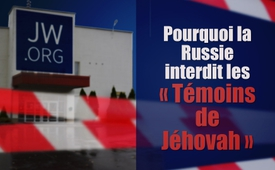 JW
.ORG
Pourquoi la
Russie
interdit les
« Témoins
de
Jéhovah »